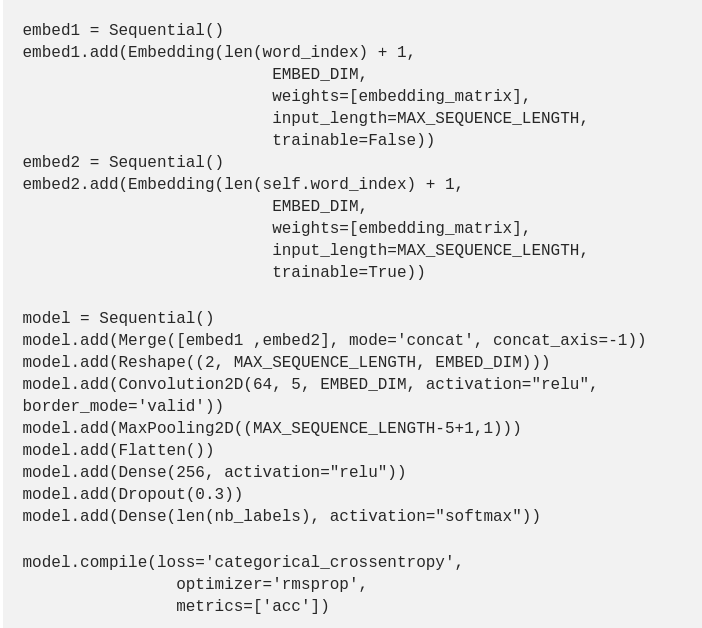 embed1 = Sequential()
embed1.add(Embedding(len(word_index) + 1,
                          EMBED_DIM,
                          weights=[embedding_matrix],
                          input_length=MAX_SEQUENCE_LENGTH,
                          trainable=False))
embed2 = Sequential()
embed2.add(Embedding(len(self.word_index) + 1,
                          EMBED_DIM,
                          weights=[embedding_matrix],
                          input_length=MAX_SEQUENCE_LENGTH,
                          trainable=True))

model = Sequential()
model.add(Merge([embed1 ,embed2], mode='concat', concat_axis=-1))
model.add(Reshape((2, MAX_SEQUENCE_LENGTH, EMBED_DIM)))
model.add(Convolution2D(64, 5, EMBED_DIM, activation="relu",
border_mode='valid'))
model.add(MaxPooling2D((MAX_SEQUENCE_LENGTH-5+1,1)))
model.add(Flatten())
model.add(Dense(256, activation="relu"))
model.add(Dropout(0.3))
model.add(Dense(len(nb_labels), activation="softmax"))

model.compile(loss='categorical_crossentropy',
                optimizer='rmsprop',
                metrics=['acc'])